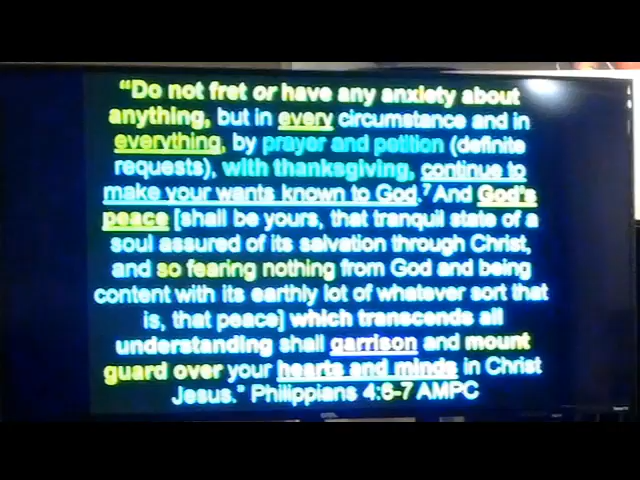 “Do not fret or have any anxiety about
anything, but in every circumstance and in
everything, by prayer and petition (definite
requests), with thanksgiving, continue to
make your wants known to God.⁷ And God's
peace [shall be yours, that tranquil state of a
soul assured of its salvation through Christ,
and so fearing nothing from God and being
content with its earthly lot of whatever sort that
is, that peace] which transcends all
understanding shall garrison and mount
guard over your hearts and minds in Christ
Jesus.” Philippians 4:6-7 AMPC